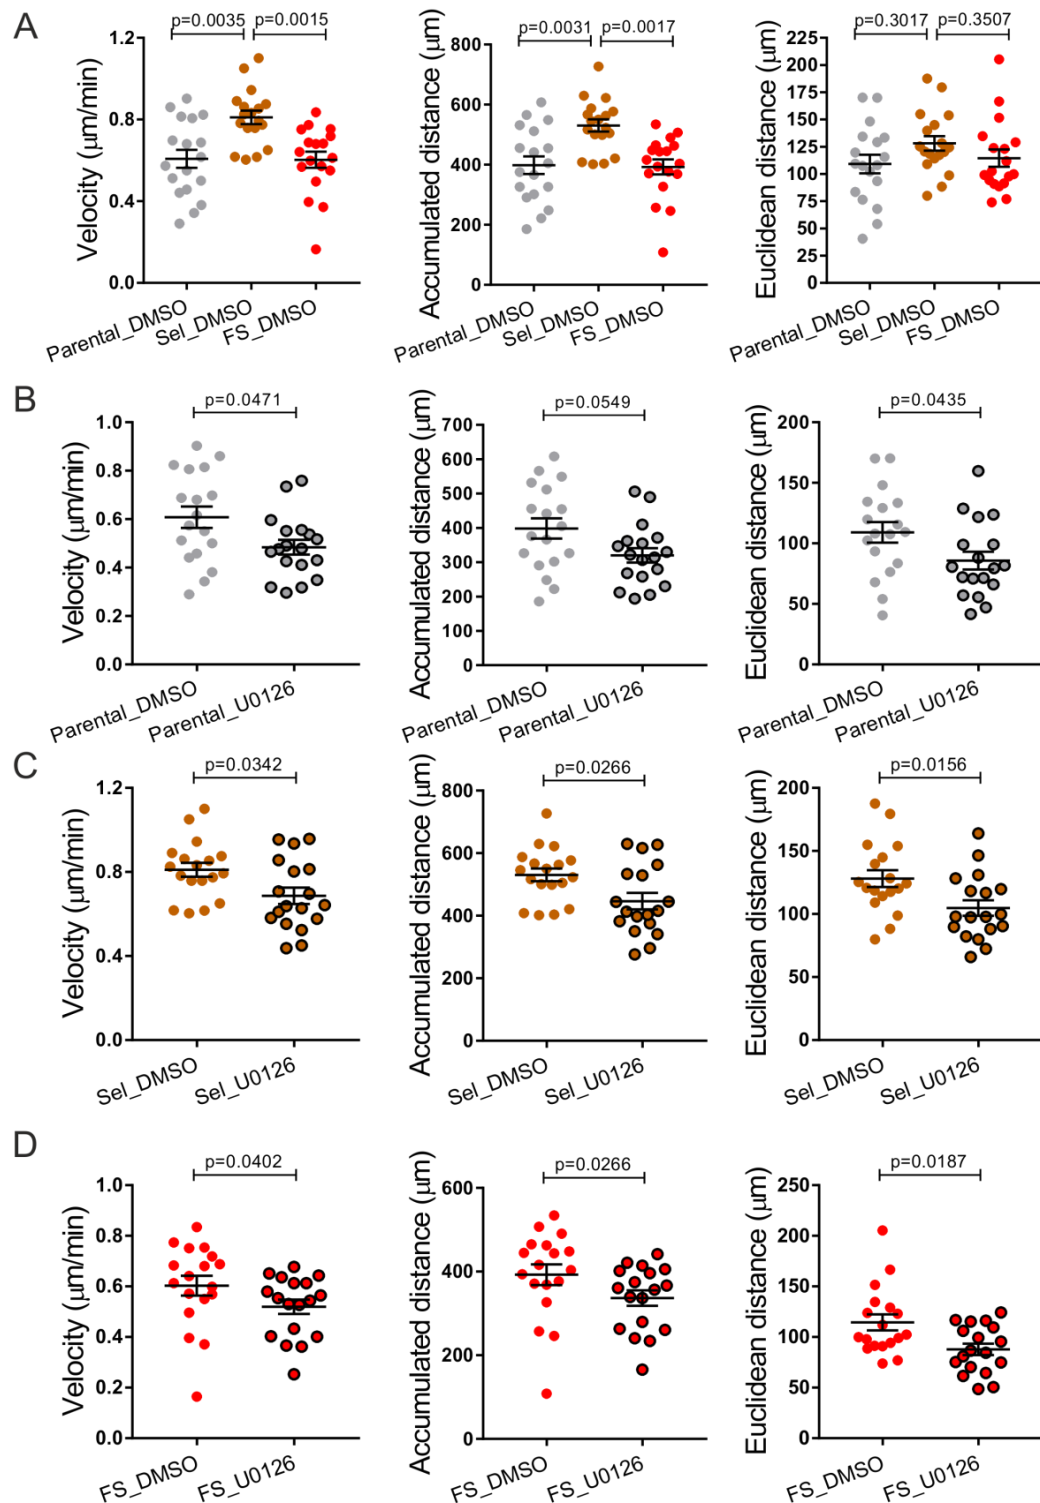 A
p=0.0035 p=0.0015
Velocity (μm/min)
1.2
0.8
0.4
0.0
Parental_DMSO
Sel_DMSO
FS_DMSO
p=0.0031 p=0.0017
Accumulated distance (μm)
800
600
400
200
0
Parental_DMSO
Sel_DMSO
FS_DMSO
p=0.3017 p=0.3507
Euclidean distance (μm)
225
200
175
150
125
100
75
50
25
0
Parental_DMSO
Sel_DMSO
FS_DMSO
B
p=0.0471
Velocity (μm/min)
1.0
0.8
0.6
0.4
0.2
0.0
Parental_DMSO
Parental_U0126
p=0.0549
Accumulated distance (μm)
700
600
500
400
300
200
100
0
Parental_DMSO
Parental_U0126
p=0.0435
Euclidean distance (μm)
200
150
100
50
0
Parental_DMSO
Parental_U0126
C
p=0.0342
Velocity (μm/min)
1.2
0.8
0.4
0.0
Sel_DMSO
Sel_U0126
p=0.0266
Accumulated distance (μm)
800
600
400
200
0
Sel_DMSO
Sel_U0126
p=0.0156
Euclidean distance (μm)
200
150
100
50
0
Sel_DMSO
Sel_U0126
D
p=0.0402
Velocity (μm/min)
1.0
0.8
0.6
0.4
0.2
0.0
FS_DMSO
FS_U0126
p=0.0266
Accumulated distance (μm)
600
400
200
0
FS_DMSO
FS_U0126
p=0.0187
Euclidean distance (μm)
250
200
150
100
50
0
FS_DMSO
FS_U0126